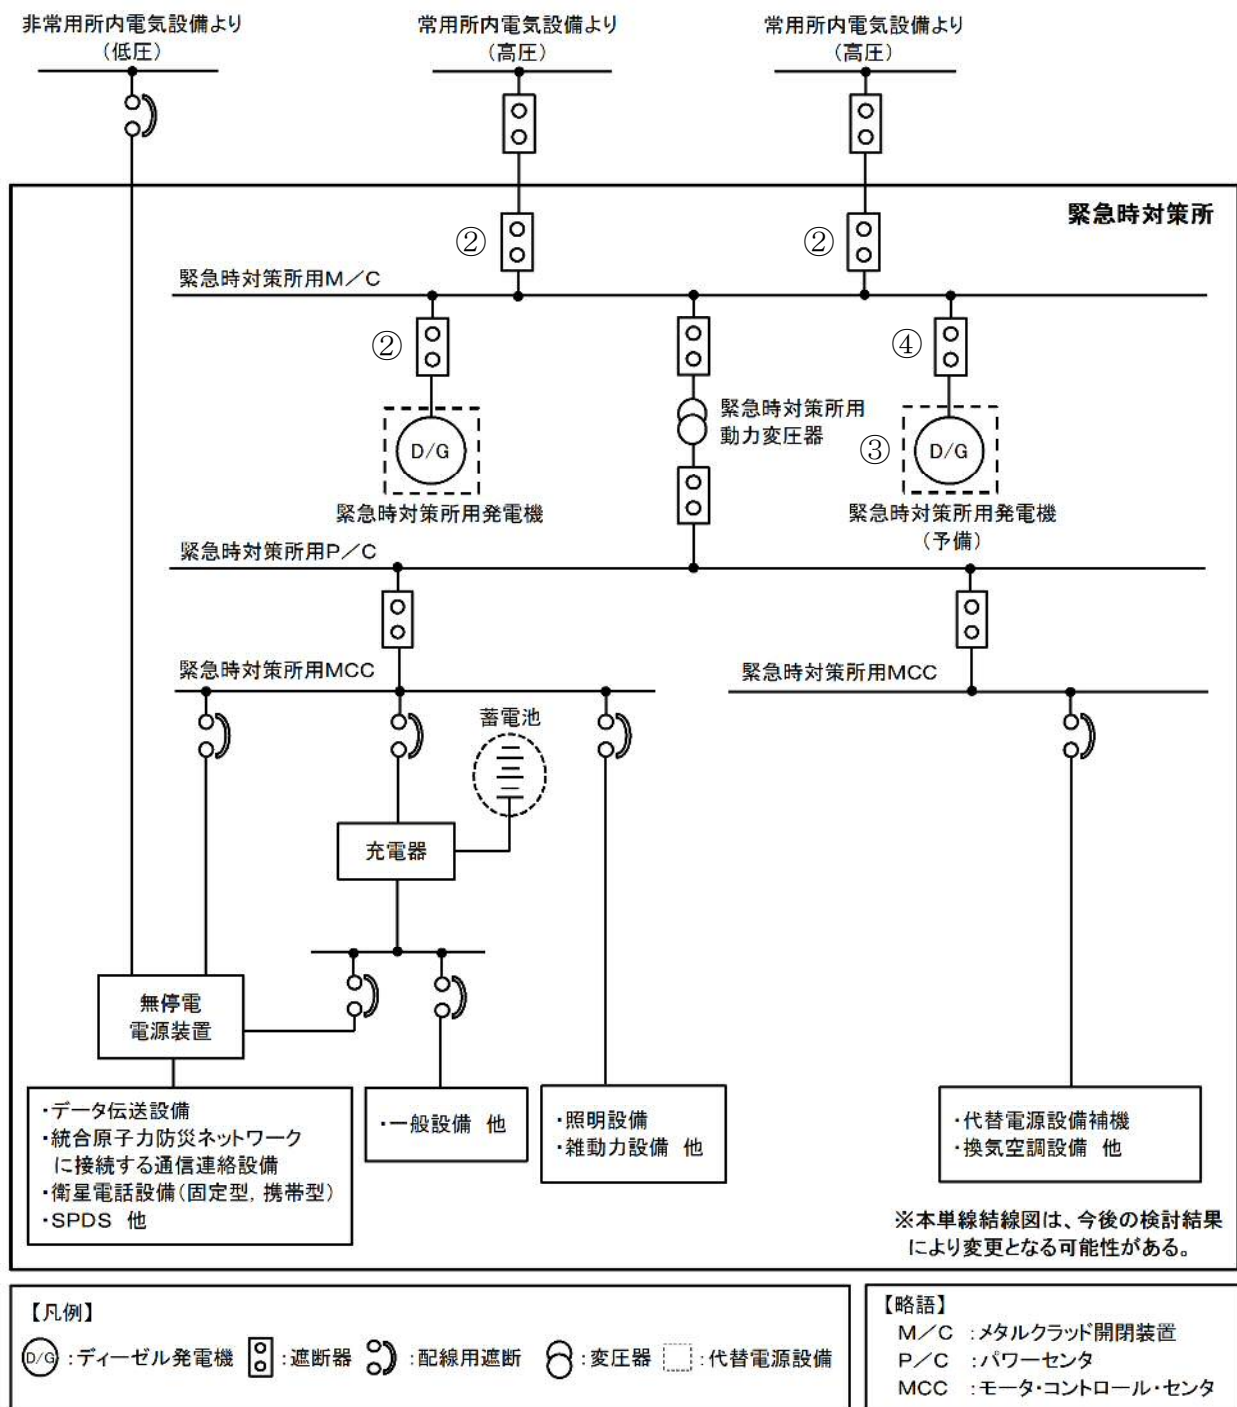 非常用所内電気設備より
（低圧）
常用所内電気設備より
（高圧）
常用所内電気設備より
（高圧）
緊急時対策所
②
②
緊急時対策所用M／C
②
④
緊急時対策所用
動力変圧器
D/G
③
D/G
緊急時対策所用発電機
緊急時対策所用発電機
（予備）
緊急時対策所用P／C
緊急時対策所用MCC
緊急時対策所用MCC
蓄電池
充電器
無停電
電源装置
・データ伝送設備
・統合原子力防災ネットワーク
に接続する通信連絡設備
・衛星電話設備（固定型，携帯型）
・SPDS 他
・一般設備 他
・照明設備
・雑動力設備 他
・代替電源設備補機
・換気空調設備 他
※本単線結線図は、今後の検討結果
により変更となる可能性がある。
【凡例】
D/G ：ディーゼル発電機 ：遮断器 ：配線用遮断 ：変圧器 ：代替電源設備
【略語】
M／C ：メタルクラッド開閉装置
P／C ：パワーセンタ
MCC ：モータ・コントロール・センタ